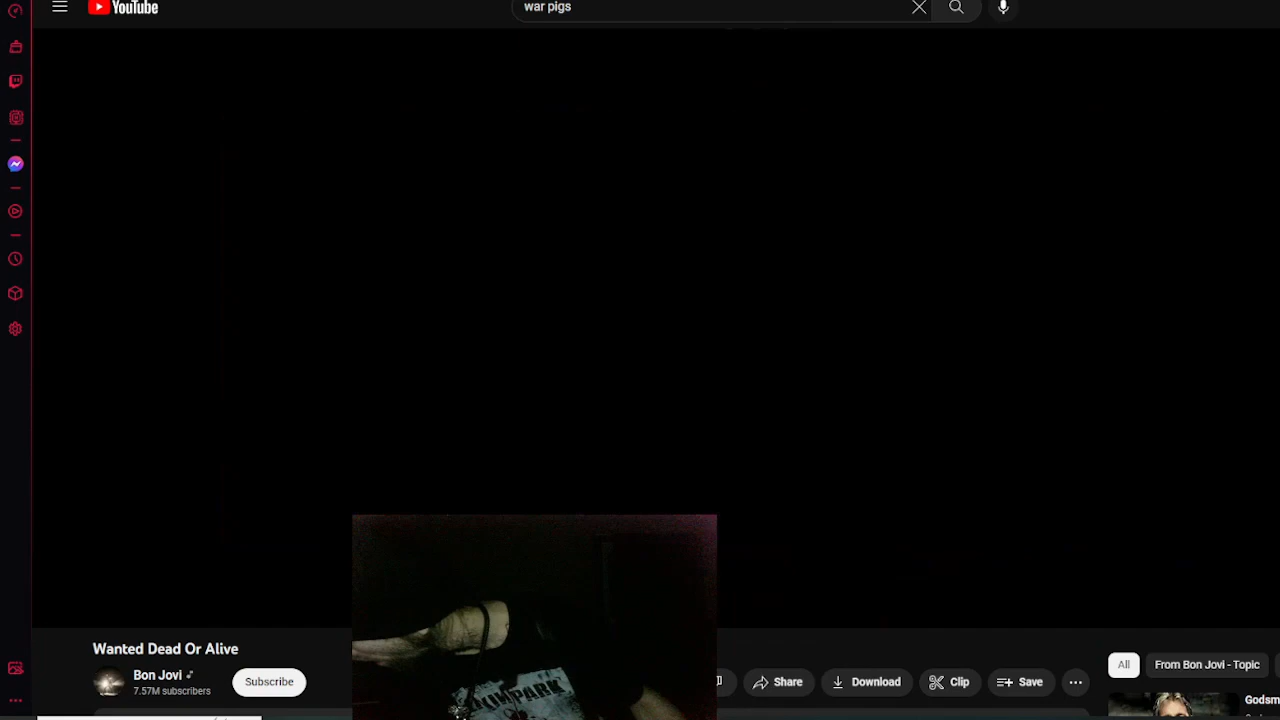 YouTube
war pigs
Wanted Dead Or Alive
Bon Jovi
7.57M subscribers
Subscribe
Share
Download
Clip
Save
All
From Bon Jovi - Topic
Godsm
PARK